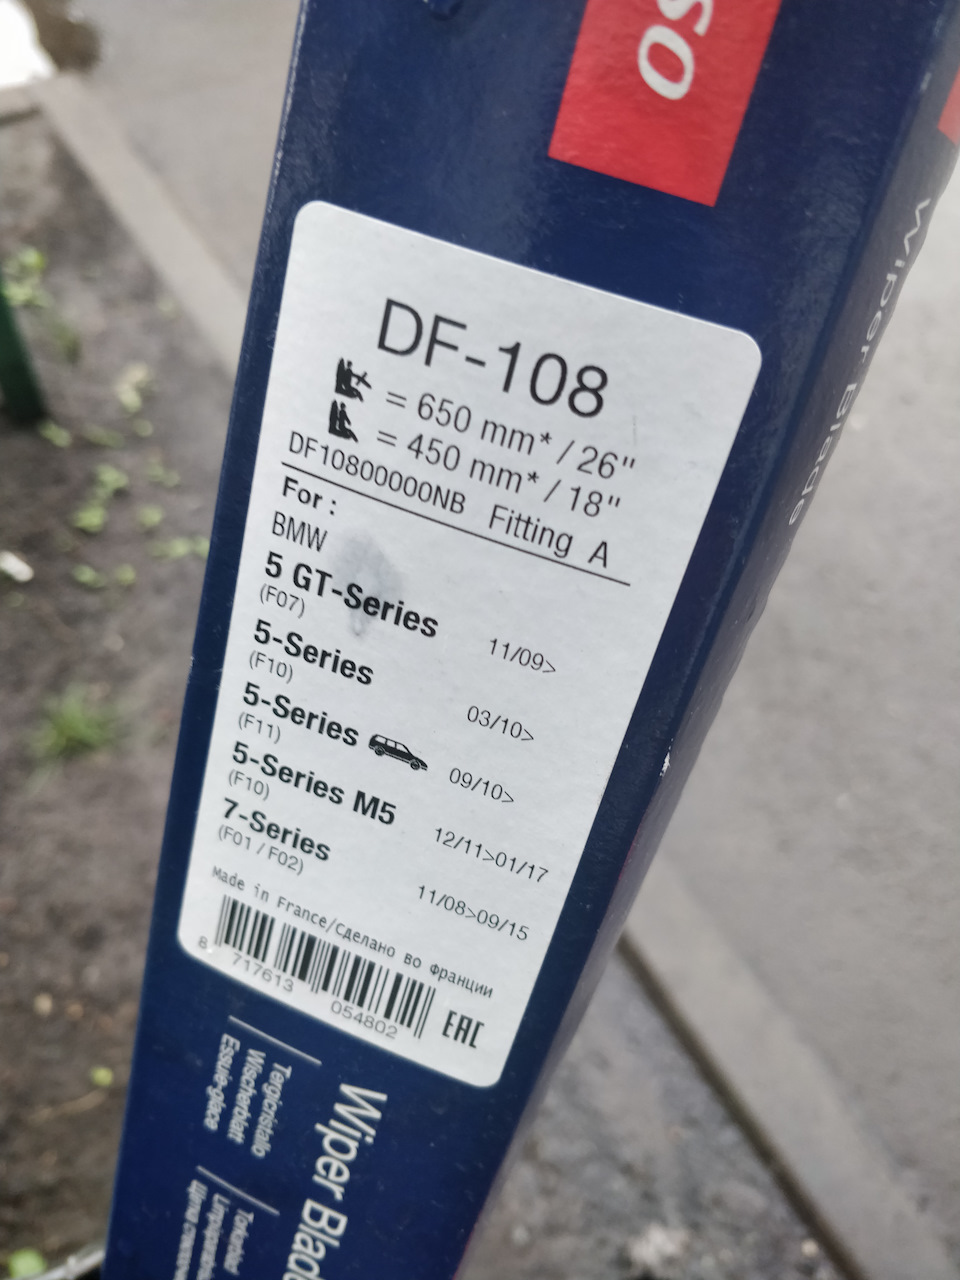 so
Wiper Blade
DF-108
= 650 mm* / 26"
= 450 mm* / 18"
DF10800000NB Fitting A
For :
BMW
5 GT-Series
(F07) 11/09>
5-Series
(F10) 03/10>
5-Series
(F11) 09/10>
5-Series M5
(F10) 12/11>01/17
7-Series
(F01 / F02) 11/08>09/15
Made in France/Сделано во Франции
8 717613 054802
EAC
Wiper Blade
Tergicristallo
Wischerblatt
Essuie-glace